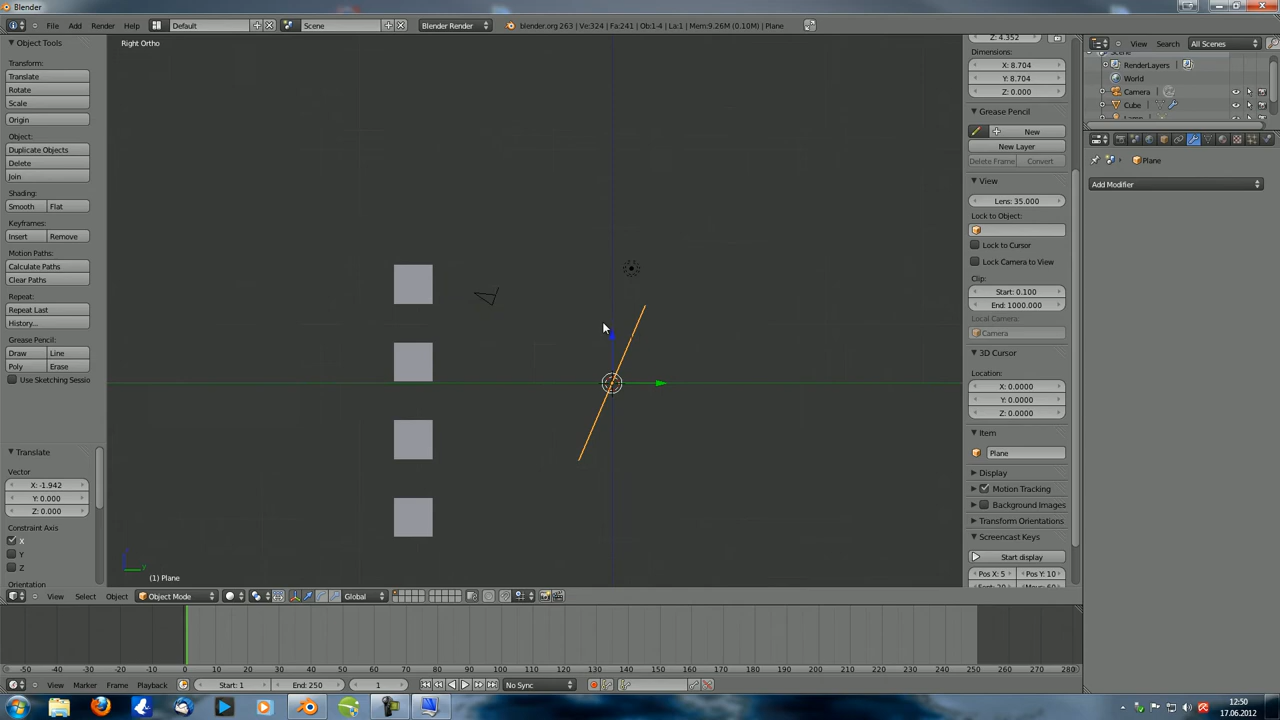 Blender
File Add Render Help Default Scene Blender Render blender.org 263 | Ve:324 | Fa:241 | Ob:1-4 | La:1 | Mem:9.26M (0.10M) | Plane
Object Tools
Transform:
Translate
Rotate
Scale
Origin
Object:
Duplicate Objects
Delete
Join
Shading:
Smooth Flat
Keyframes:
Insert Remove
Motion Paths:
Calculate Paths
Clear Paths
Repeat:
Repeat Last
History...
Grease Pencil:
Draw Line
Poly Erase
Use Sketching Sessio
Translate
Vector
X: -1.942
Y: 0.000
Z: 0.000
Constraint Axis
X
Y
Z
Orientation
Right Ortho
(1) Plane
Z: 4.352
Dimensions:
X: 8.704
Y: 8.704
Z: 0.000
Grease Pencil
New
New Layer
Delete Frame Convert
View
Lens: 35.000
Lock to Object:
Lock to Cursor
Lock Camera to View
Clip:
Start: 0.100
End: 1000.000
Local Camera:
Camera
3D Cursor
Location:
X: 0.0000
Y: 0.0000
Z: 0.0000
Item
Plane
Display
Motion Tracking
Background Images
Transform Orientations
Screencast Keys
Start display
Pos X: 5 Pos Y: 10
View Search All Scenes
Scene
RenderLayers
World
Camera
Cube
Plane
Add Modifier
View Select Object Object Mode Global
-50 -40 -30 -20 -10 0 10 20 30 40 50 60 70 80 90 100 110 120 130 140 150 160 170 180 190 200 210 220 230 240 250 260 270 280
View Marker Frame Playback Start: 1 End: 250 1 No Sync
12:50
17.06.2012